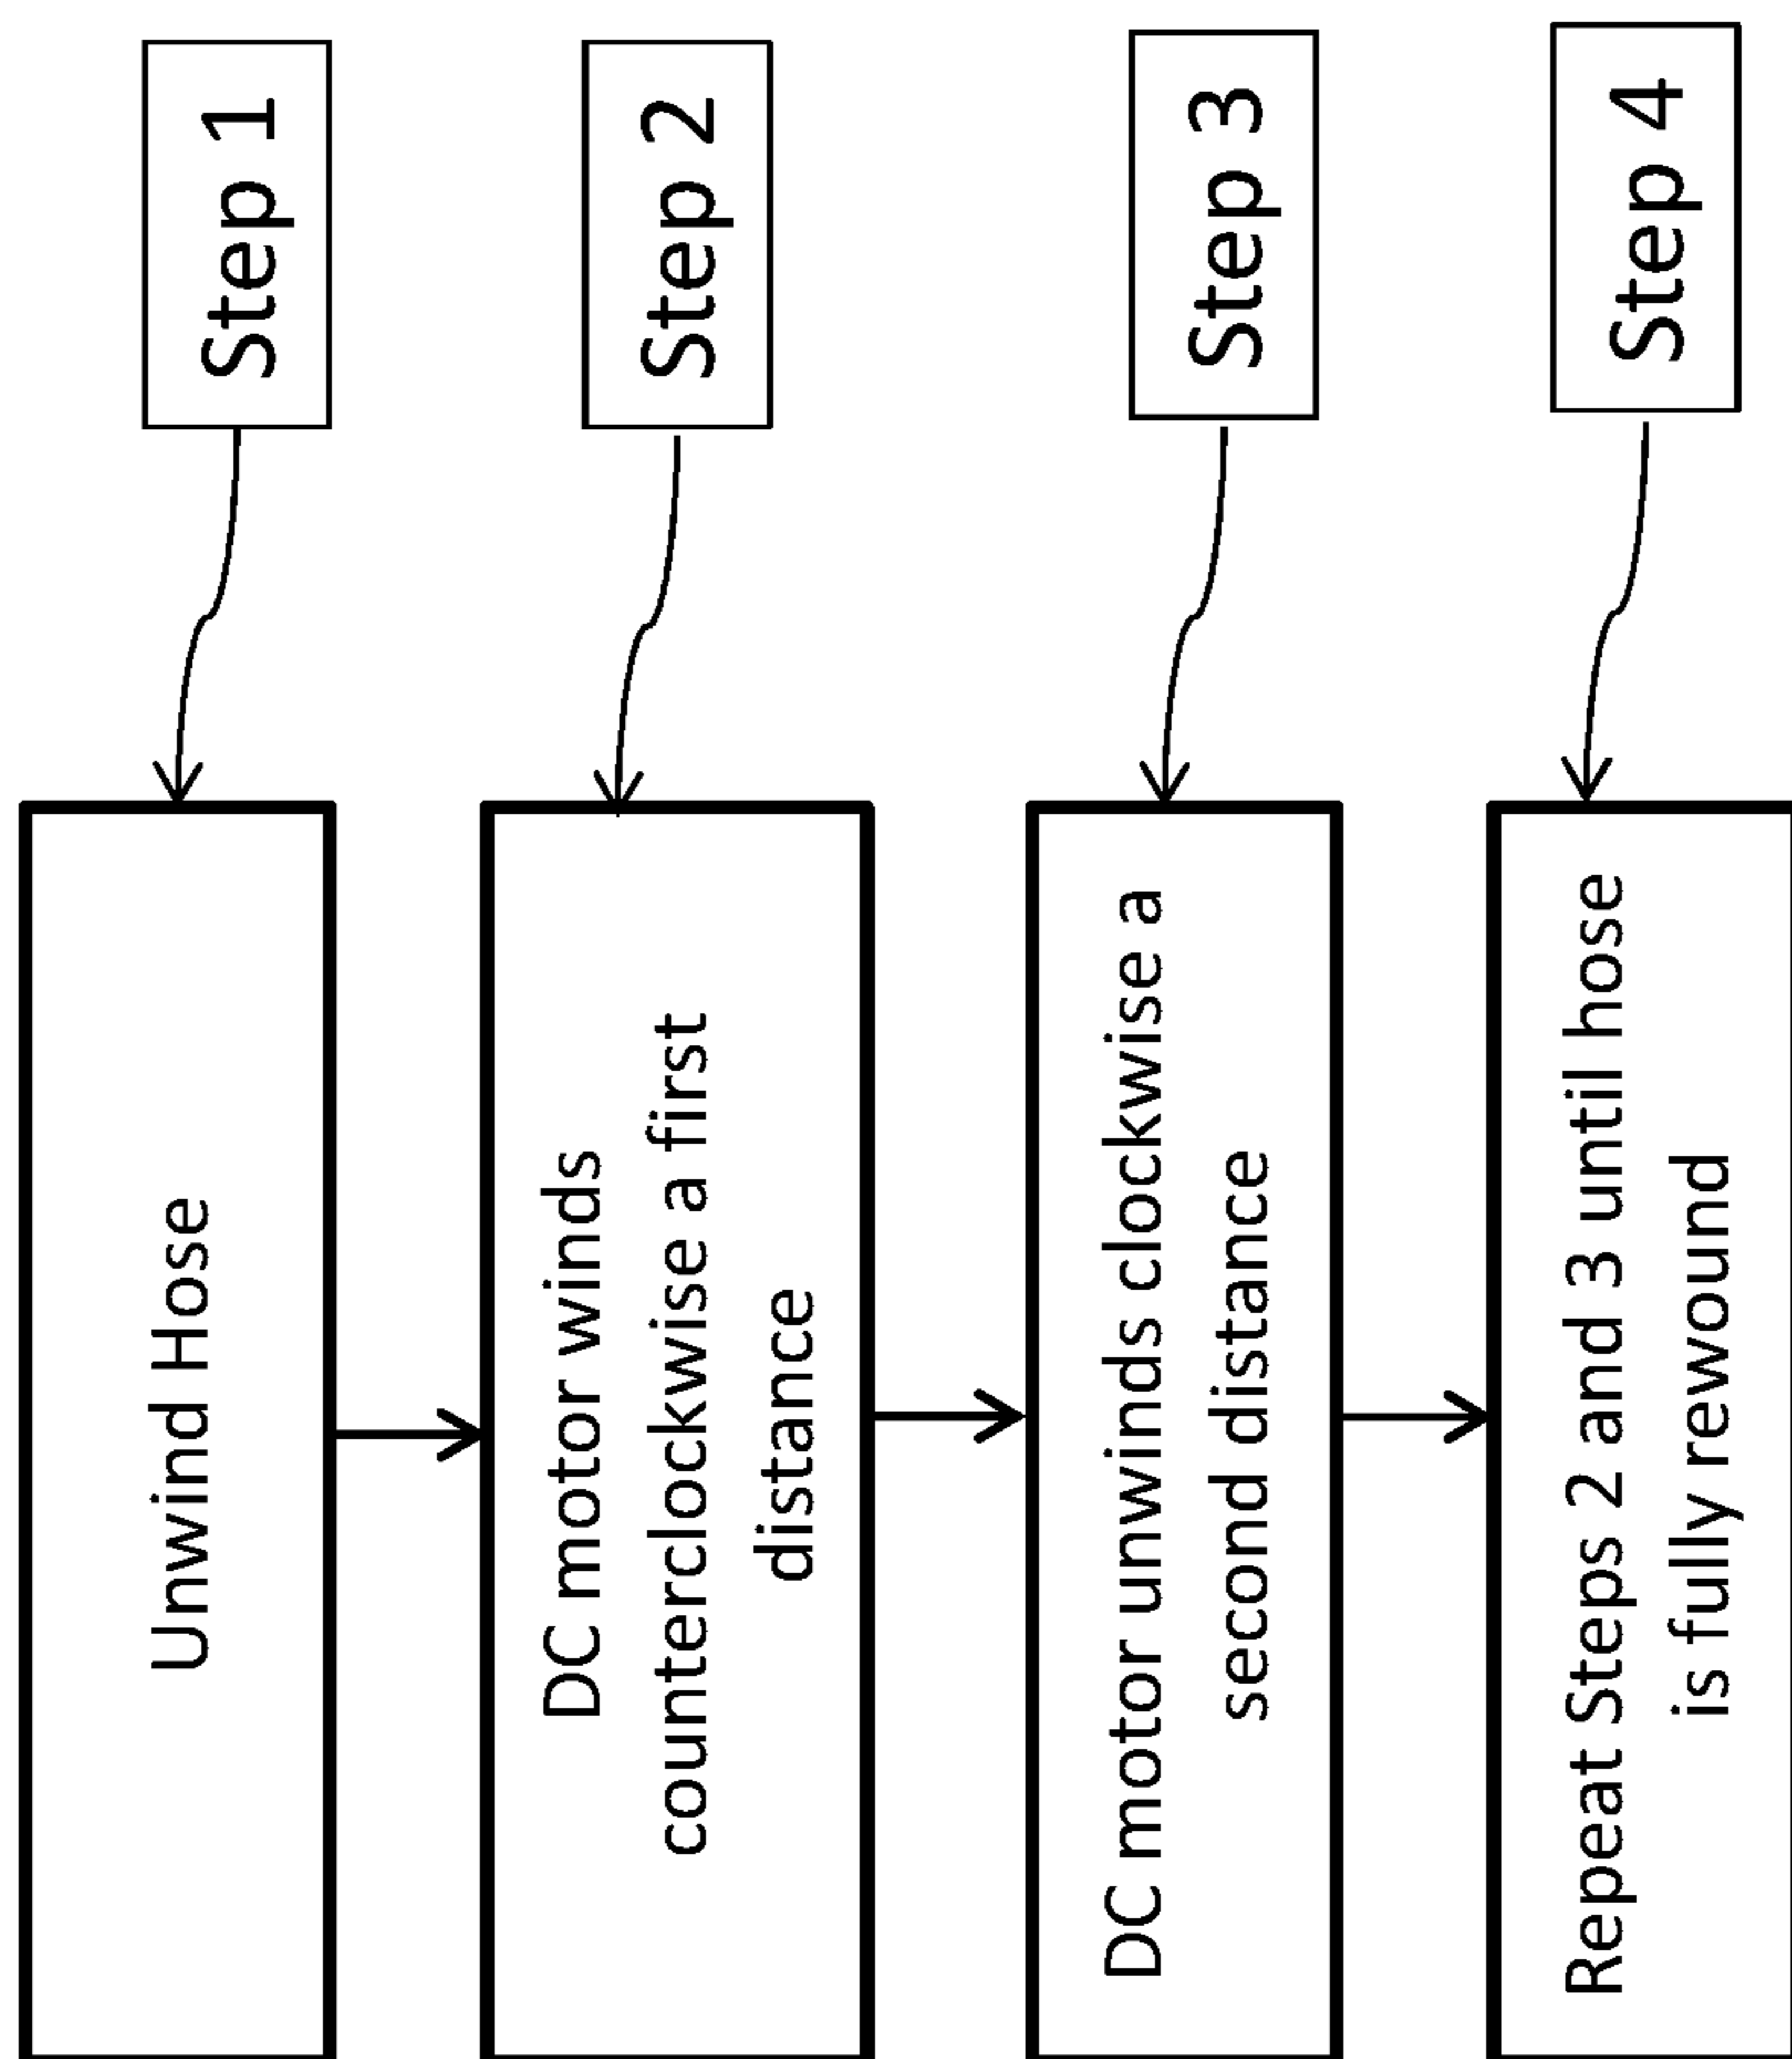 Unwind Hose
Step 1
DC motor winds
counterclockwise a first
distance
Step 2
DC motor unwinds clockwise a
second distance
Step 3
Repeat Steps 2 and 3 until hose
is fully rewound
Step 4